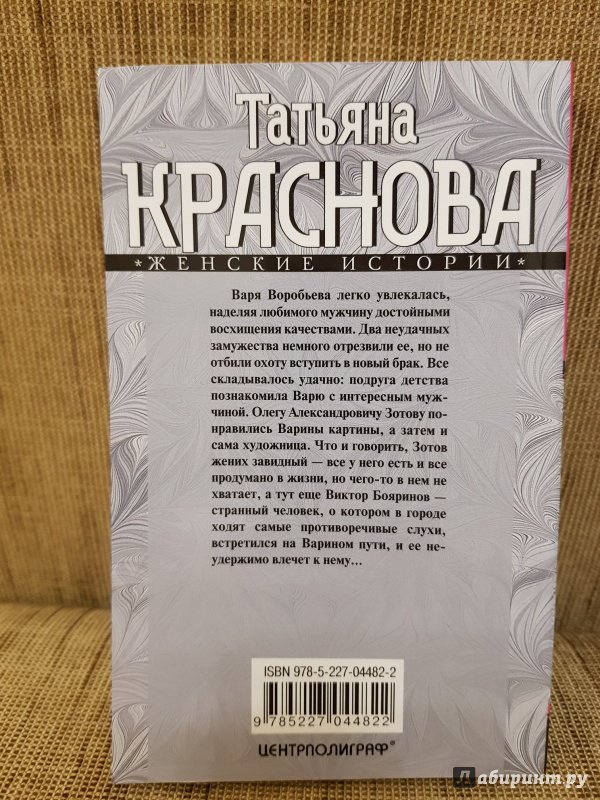 Татьяна
КРАСНОВА
*ЖЕНСКИЕ ИСТОРИИ*
Варя Воробьева легко увлекалась,
наделяя любимого мужчину достойными
восхищения качествами. Два неудачных
замужества немного отрезвили ее, но не
отбили охоту вступить в новый брак. Все
складывалось удачно: подруга детства
познакомила Варю с интересным муж-
чиной. Олегу Александровичу Зотову по-
нравились Варины картины, а затем и
сама художница. Что и говорить, Зотов
жених завидный — все у него есть и все
продумано в жизни, но чего-то в нем не
хватает, а тут еще Виктор Бояринов —
странный человек, о котором в городе
ходят самые противоречивые слухи,
встретился на Варином пути, и ее не-
удержимо влечет к нему...
ISBN 978-5-227-04482-2
9 785227 044822
ЦЕНТРПОЛИГРАФ®
Лабиринт.ру